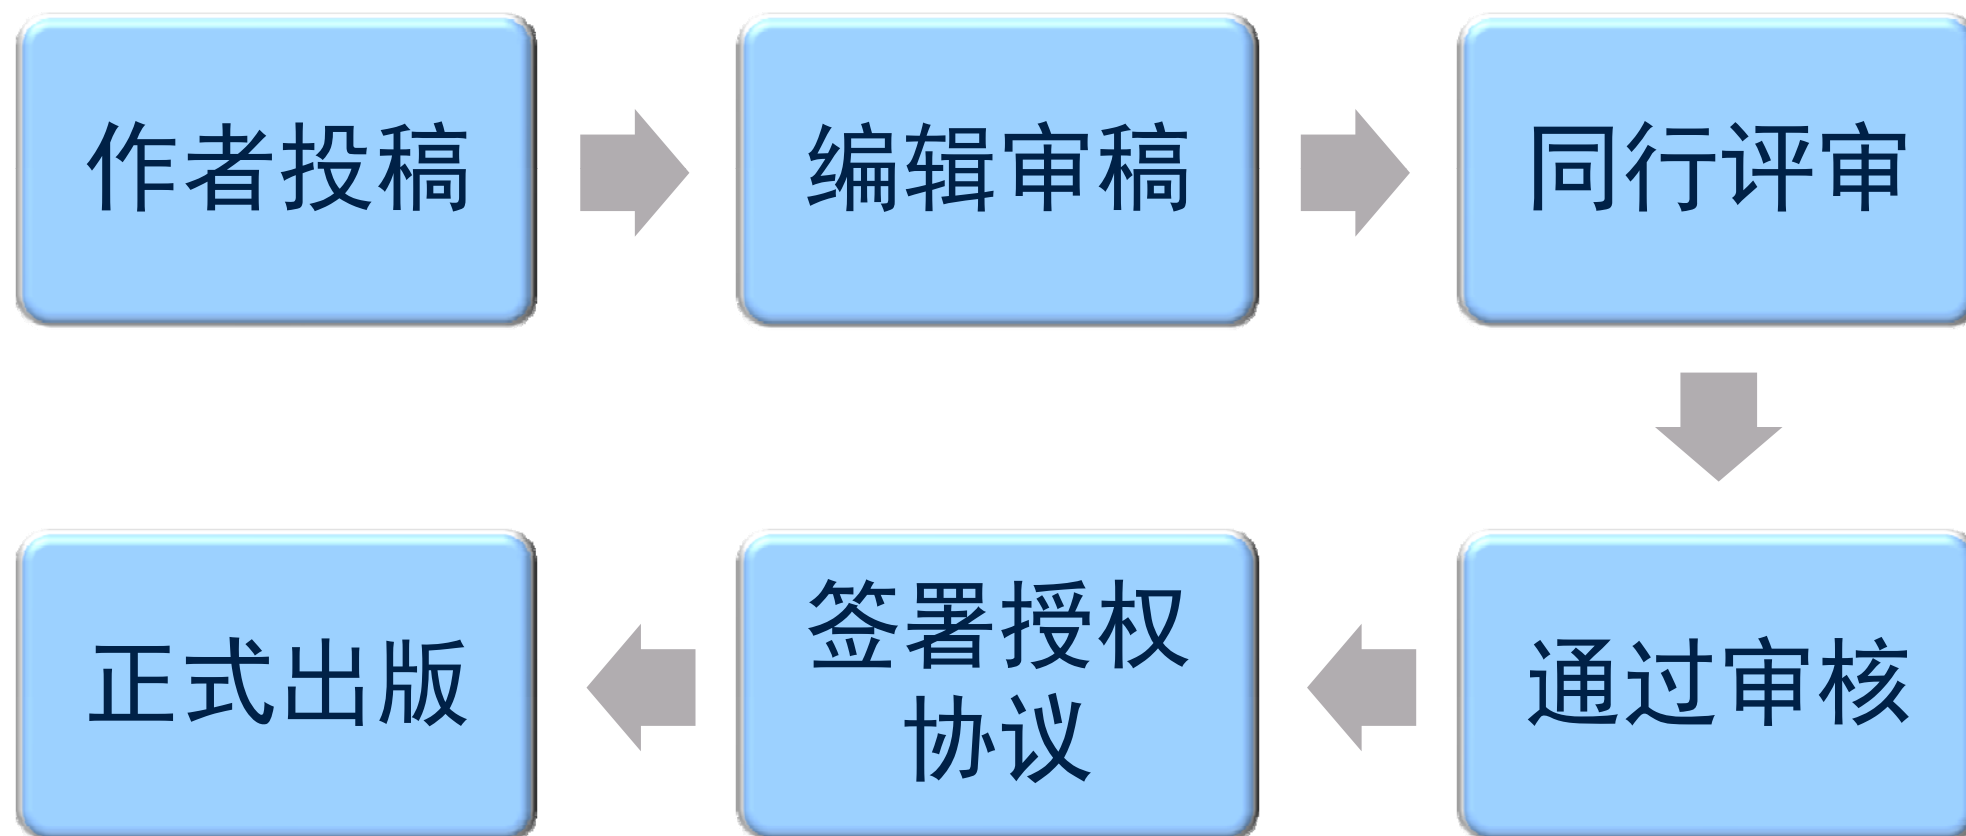 作者投稿
编辑审稿
同行评审
通过审核
签署授权
协议
正式出版